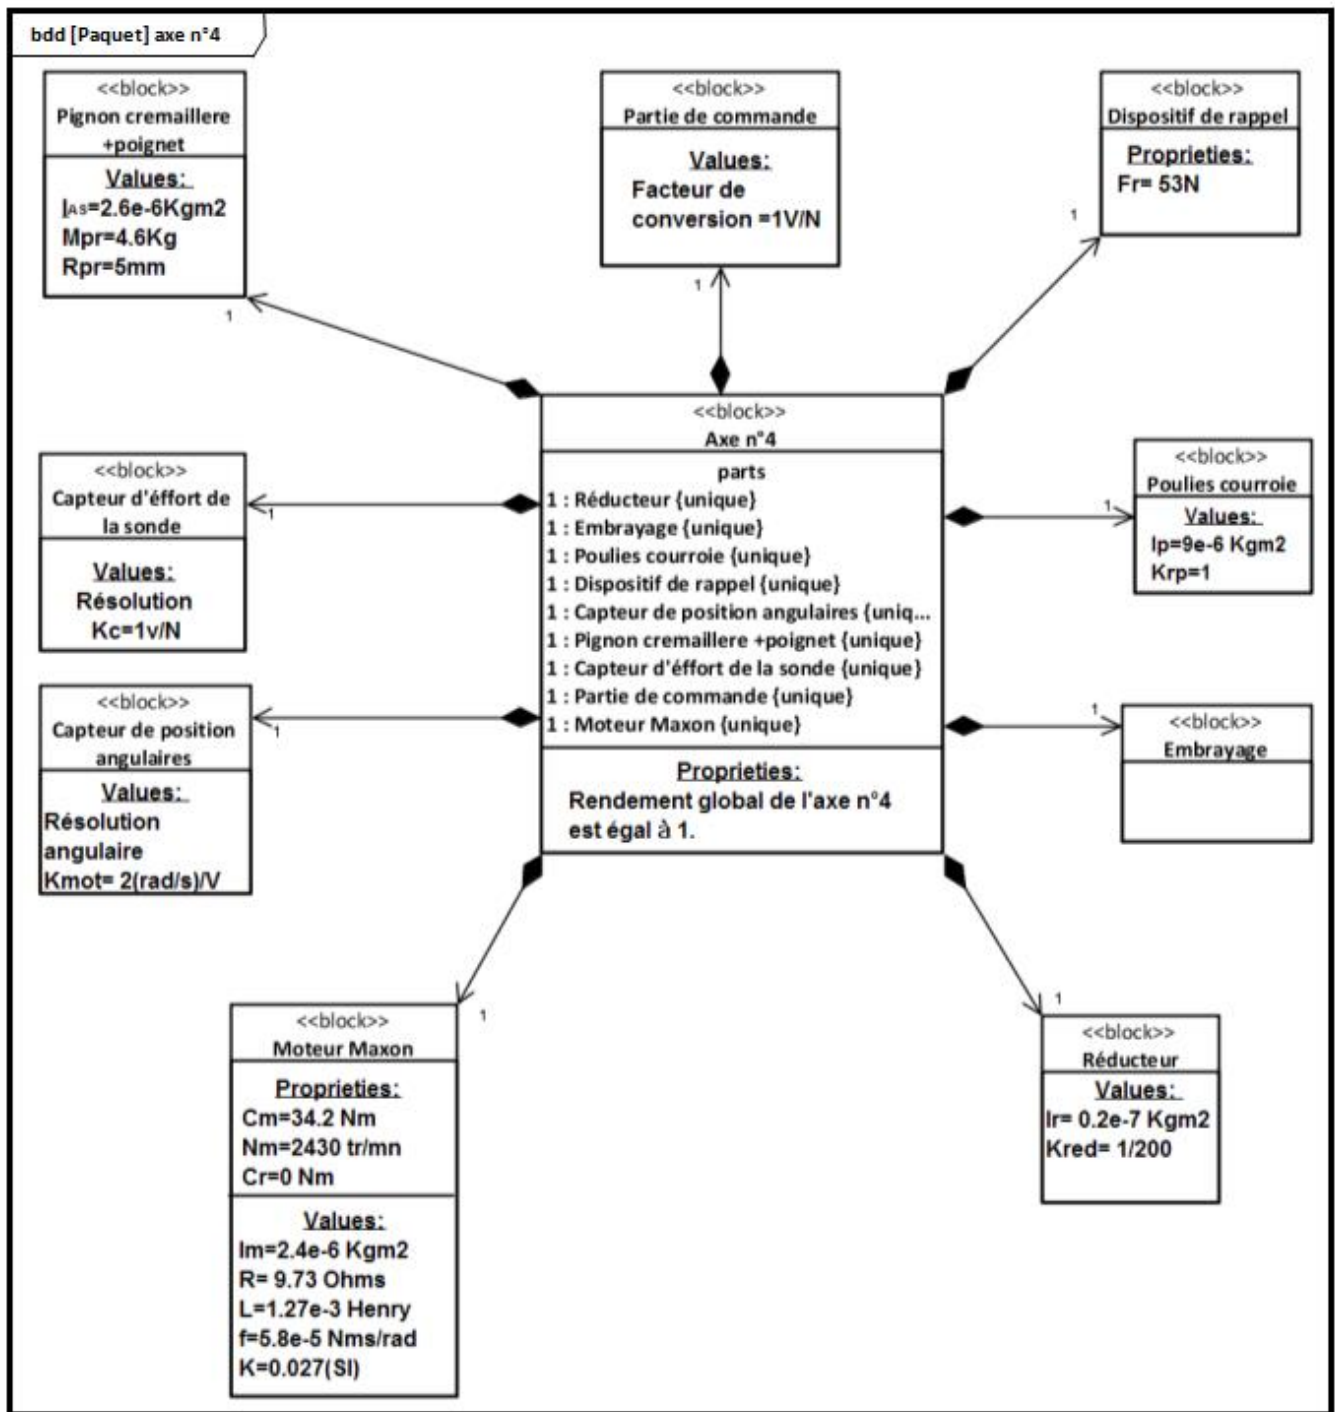 bdd [Paquet] axe n°4
<<block>>
Pignon cremaillere
+poignet
Values:
IAS=2.6e-6Kgm2
Mpr=4.6Kg
Rpr=5mm
1
<<block>>
Partie de commande
Values:
Facteur de
conversion =1V/N
1
<<block>>
Dispositif de rappel
Proprieties:
Fr= 53N
1
<<block>>
Capteur d'éffort de
la sonde
Values:
Résolution
Kc=1v/N
1
<<block>>
Axe n°4
parts
1 : Réducteur {unique}
1 : Embrayage {unique}
1 : Poulies courroie {unique}
1 : Dispositif de rappel {unique}
1 : Capteur de position angulaires {uniq...
1 : Pignon cremaillere +poignet {unique}
1 : Capteur d'éffort de la sonde {unique}
1 : Partie de commande {unique}
1 : Moteur Maxon {unique}
Proprieties:
Rendement global de l'axe n°4
est égal à 1.
<<block>>
Poulies courroie
Values:
Ip=9e-6 Kgm2
Krp=1
1
<<block>>
Capteur de position
angulaires
Values:
Résolution
angulaire
Kmot= 2(rad/s)/V
1
<<block>>
Embrayage
1
<<block>>
Moteur Maxon
Proprieties:
Cm=34.2 Nm
Nm=2430 tr/mn
Cr=0 Nm
Values:
Im=2.4e-6 Kgm2
R= 9.73 Ohms
L=1.27e-3 Henry
f=5.8e-5 Nms/rad
K=0.027(SI)
1
<<block>>
Réducteur
Values:
Ir= 0.2e-7 Kgm2
Kred= 1/200
1